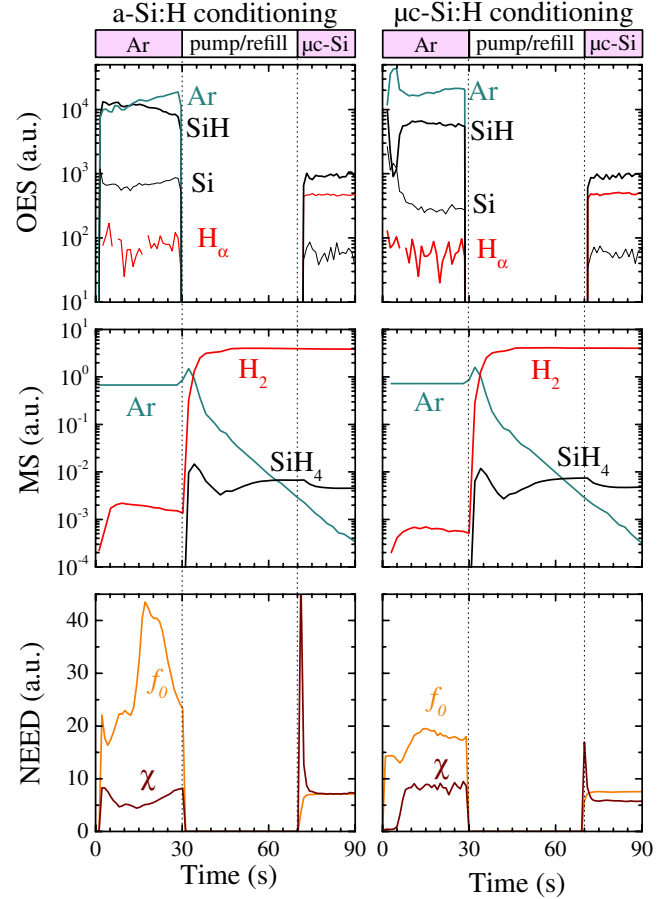 a-Si:H conditioning
μc-Si:H conditioning
Ar pump/refill μc-Si
Ar pump/refill μc-Si
OES (a.u.)
10⁴
10³
10²
10¹
Ar
SiH
Si
Hα
Ar
SiH
Si
Hα
MS (a.u.)
10¹
10⁰
10⁻¹
10⁻²
10⁻³
10⁻⁴
H₂
Ar
SiH₄
H₂
Ar
SiH₄
NEED (a.u.)
40
30
20
10
0
f₀
χ
f₀
χ
0 30 60 90
0 30 60 90
Time (s)
Time (s)